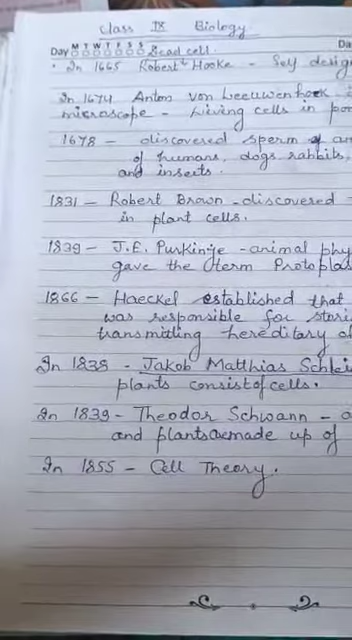 Class IX Biology
Day M T W T F S S Dead cell. Da
• In 1665 Robert Hooke - Self desig
In 1674 Anton von Leeuwenhoek
microscope - Living cells in po
1678 - discovered sperm an
of humans, dogs, rabbits,
and insects.
1831 - Robert Brown - discovered
in plant cells.
1839 - J.E. Purkinje - animal phy
gave the term Protoplas
1866 - Haeckel established that
was responsible for stori
transmitting hereditary
In 1838 - Jakob Matthias Schlei
plants consist of cells.
In 1839 - Theodor Schwann - a
and plants made up of
In 1855 - Cell Theory.